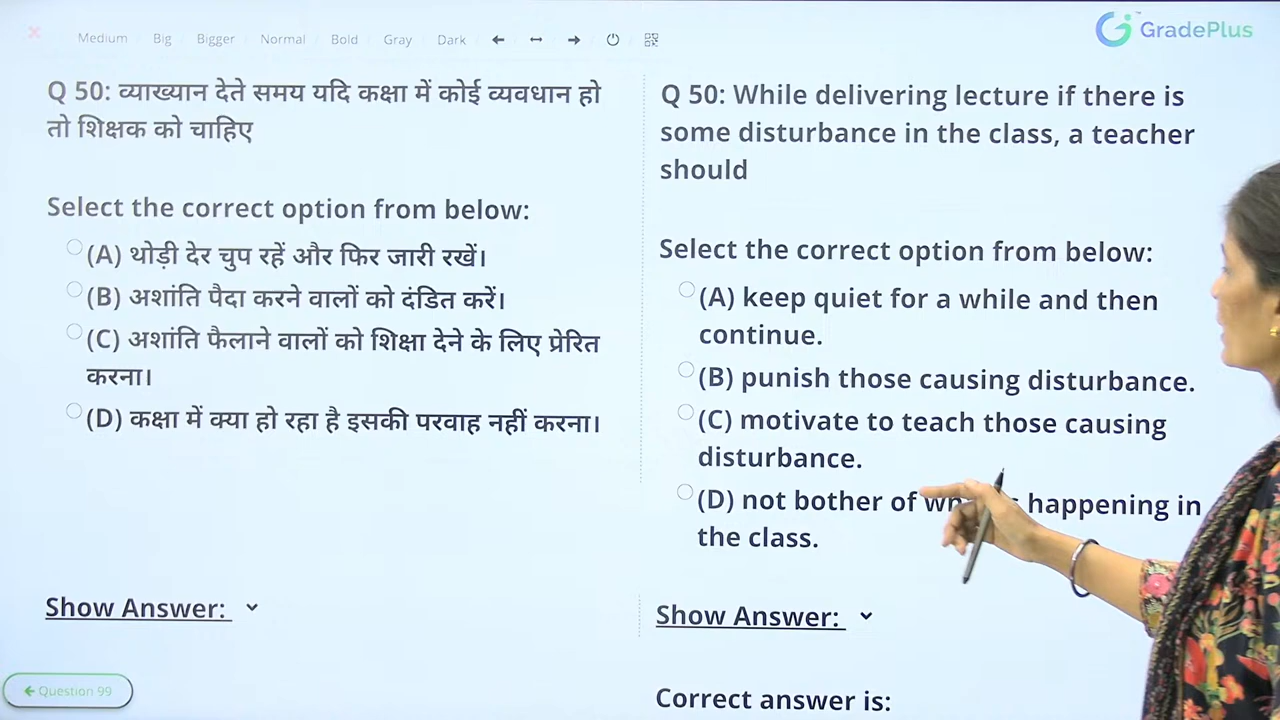 Medium Big Bigger Normal Bold Gray Dark
GradePlus
Q 50: व्याख्यान देते समय यदि कक्षा में कोई व्यवधान हो
तो शिक्षक को चाहिए
Select the correct option from below:
(A) थोड़ी देर चुप रहें और फिर जारी रखें।
(B) अशांति पैदा करने वालों को दंडित करें।
(C) अशांति फैलाने वालों को शिक्षा देने के लिए प्रेरित
करना।
(D) कक्षा में क्या हो रहा है इसकी परवाह नहीं करना।
Show Answer:
Question 99
Q 50: While delivering lecture if there is
some disturbance in the class, a teacher
should
Select the correct option from below:
(A) keep quiet for a while and then
continue.
(B) punish those causing disturbance.
(C) motivate to teach those causing
disturbance.
(D) not bother of happening in
the class.
Show Answer:
Correct answer is: